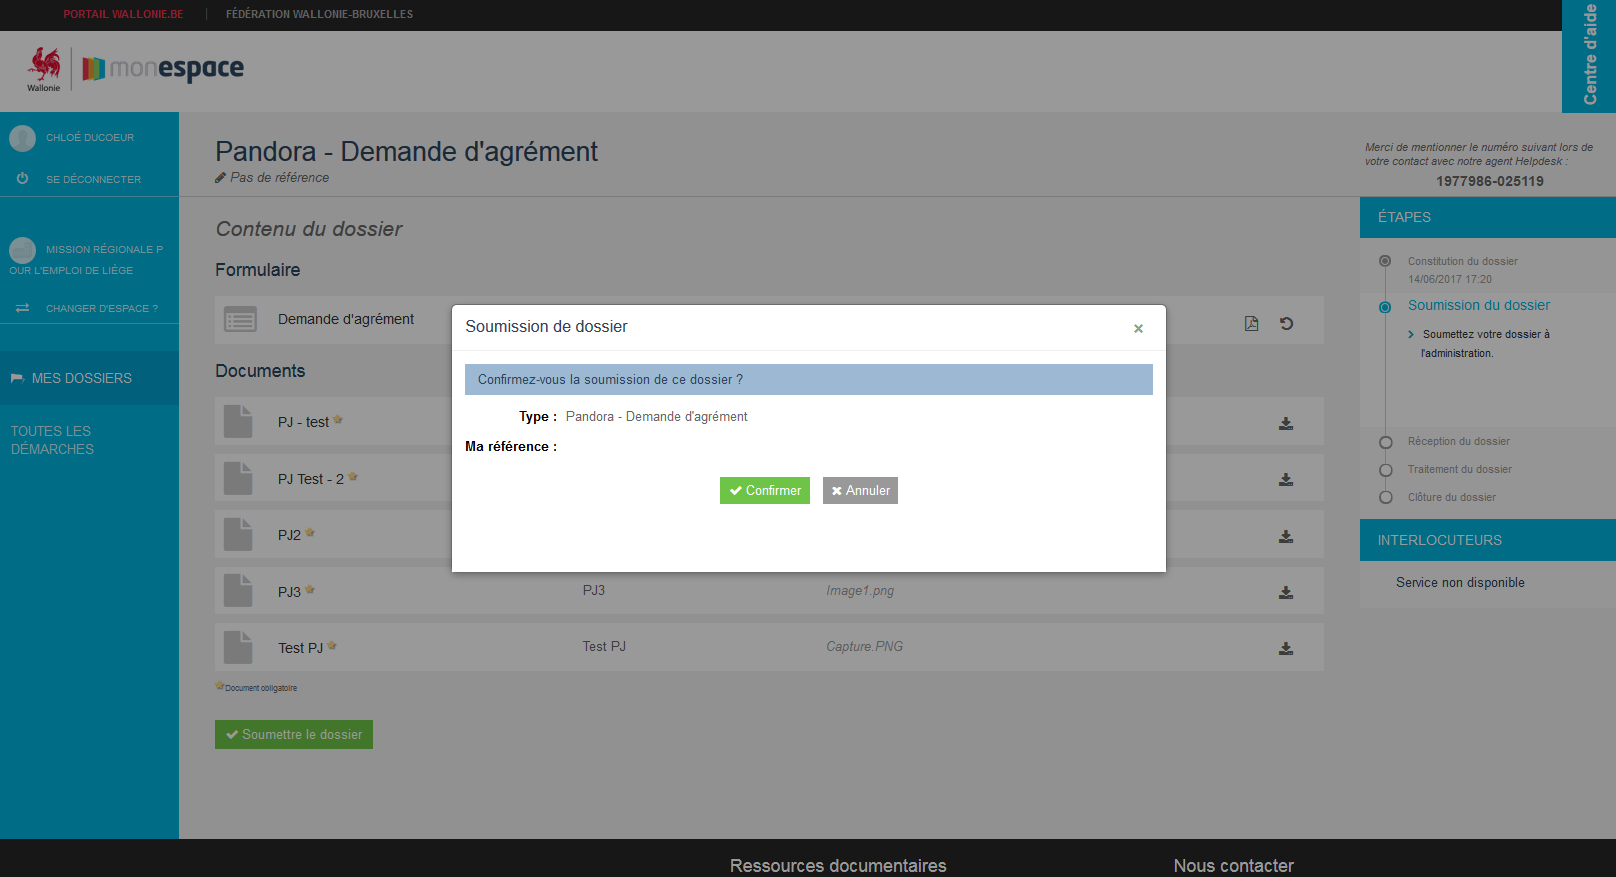 PORTAIL WALLONIE.BE
FÉDÉRATION WALLONIE-BRUXELLES
Centre d'aide
Wallonie
monespace
CHLOÉ DUCOEUR
SE DÉCONNECTER
MISSION RÉGIONALE P
OUR L'EMPLOI DE LIÈGE
CHANGER D'ESPACE ?
MES DOSSIERS
TOUTES LES
DÉMARCHES
Pandora - Demande d'agrément
Pas de référence
Merci de mentionner le numéro suivant lors de
votre contact avec notre agent Helpdesk :
1977986-025119
Contenu du dossier
Formulaire
Demande d'agrément
Documents
PJ - test
PJ Test - 2
PJ2
PJ3 PJ3 Image1.png
Test PJ Test PJ Capture.PNG
Document obligatoire
Soumettre le dossier
Soumission de dossier
×
Confirmez-vous la soumission de ce dossier ?
Type : Pandora - Demande d'agrément
Ma référence :
Confirmer
Annuler
ÉTAPES
Constitution du dossier
14/06/2017 17:20
Soumission du dossier
Soumettez votre dossier à
l'administration.
Réception du dossier
Traitement du dossier
Clôture du dossier
INTERLOCUTEURS
Service non disponible
Ressources documentaires
Nous contacter